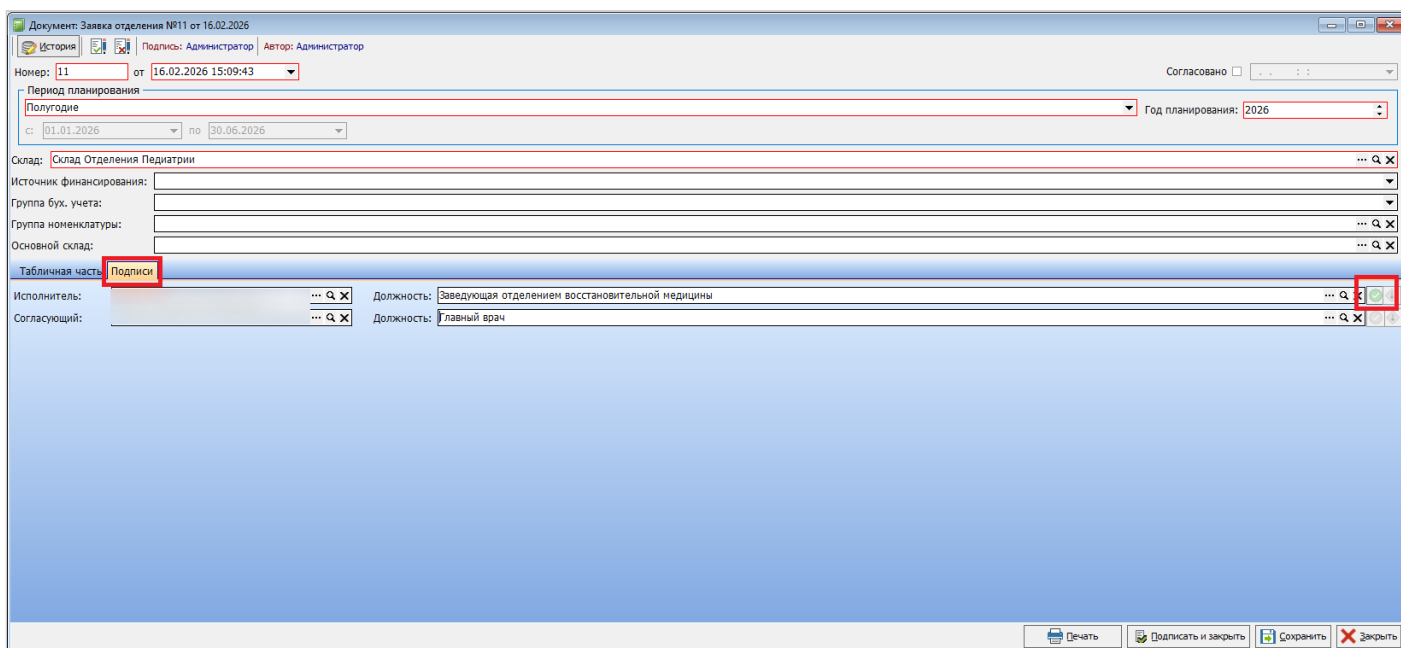 Документ: Заявка отделения №11 от 16.02.2026
История Подпись: Администратор Автор: Администратор
Номер: 11 от 16.02.2026 15:09:43 Согласовано . . : :
Период планирования
Полугодие Год планирования: 2026
с: 01.01.2026 по 30.06.2026
Склад: Склад Отделения Педиатрии
Источник финансирования:
Группа бух. учета:
Группа номенклатуры:
Основной склад:
Табличная часть Подписи
Исполнитель: Должность: Заведующая отделением восстановительной медицины
Согласующий: Должность: Главный врач
Печать Подписать и закрыть Сохранить Закрыть